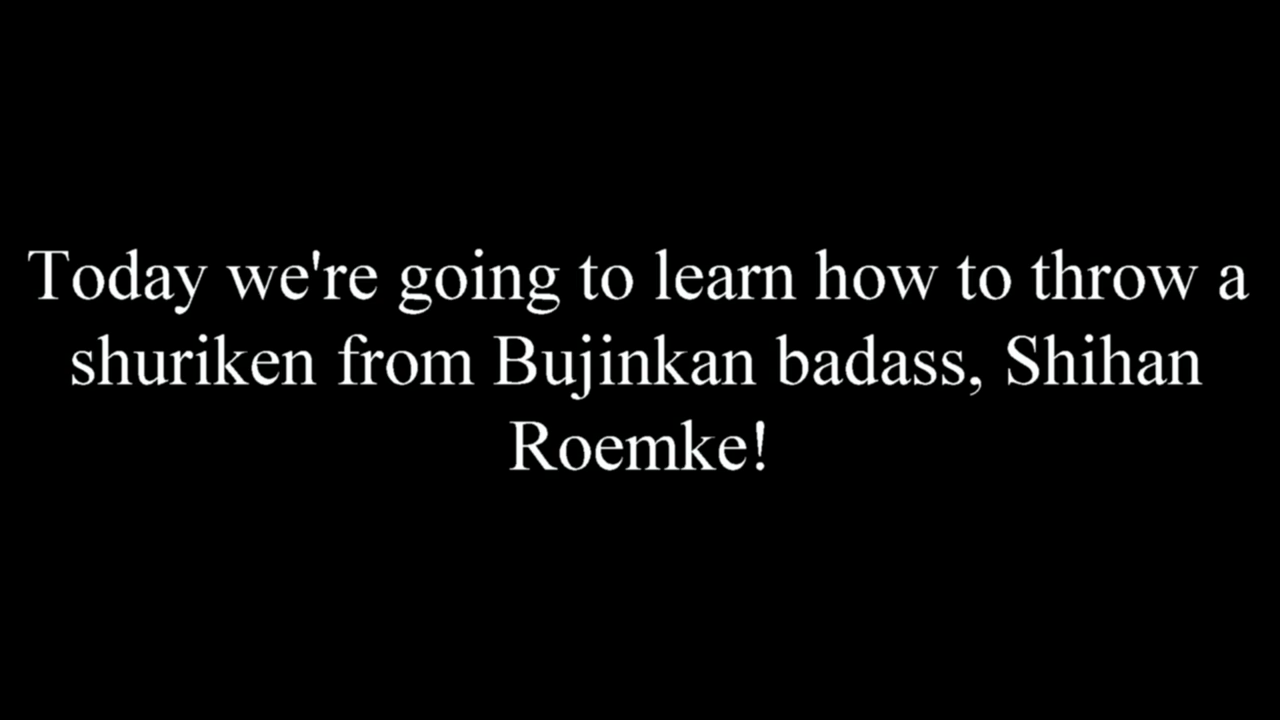 Today we're going to learn how to throw a
shuriken from Bujinkan badass, Shihan
Roemke!